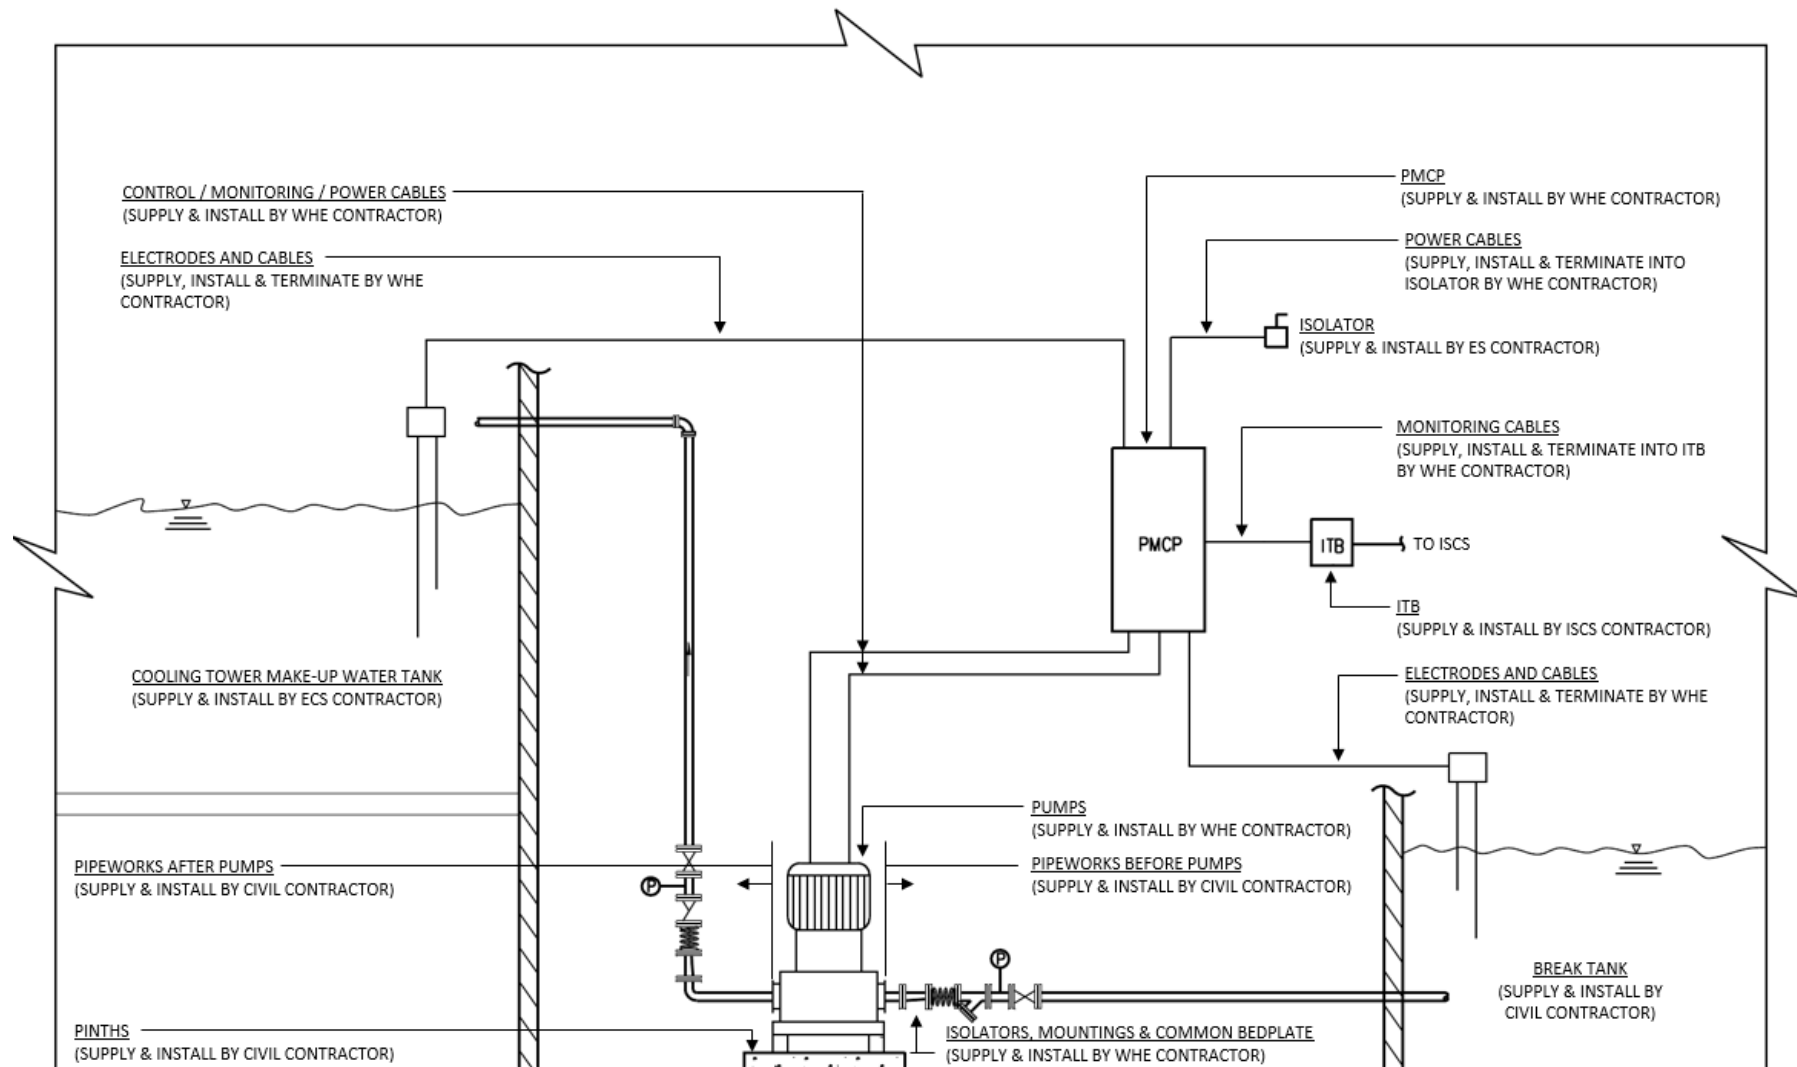 CONTROL / MONITORING / POWER CABLES
(SUPPLY & INSTALL BY WHE CONTRACTOR)
ELECTRODES AND CABLES
(SUPPLY, INSTALL & TERMINATE BY WHE
CONTRACTOR)
PMCP
(SUPPLY & INSTALL BY WHE CONTRACTOR)
POWER CABLES
(SUPPLY, INSTALL & TERMINATE INTO
ISOLATOR BY WHE CONTRACTOR)
ISOLATOR
(SUPPLY & INSTALL BY ES CONTRACTOR)
MONITORING CABLES
(SUPPLY, INSTALL & TERMINATE INTO ITB
BY WHE CONTRACTOR)
PMCP
ITB
TO ISCS
ITB
(SUPPLY & INSTALL BY ISCS CONTRACTOR)
COOLING TOWER MAKE-UP WATER TANK
(SUPPLY & INSTALL BY ECS CONTRACTOR)
ELECTRODES AND CABLES
(SUPPLY, INSTALL & TERMINATE BY WHE
CONTRACTOR)
PUMPS
(SUPPLY & INSTALL BY WHE CONTRACTOR)
PIPEWORKS AFTER PUMPS
(SUPPLY & INSTALL BY CIVIL CONTRACTOR)
P
PIPEWORKS BEFORE PUMPS
(SUPPLY & INSTALL BY CIVIL CONTRACTOR)
P
BREAK TANK
(SUPPLY & INSTALL BY
CIVIL CONTRACTOR)
PINTHS
(SUPPLY & INSTALL BY CIVIL CONTRACTOR)
ISOLATORS, MOUNTINGS & COMMON BEDPLATE
(SUPPLY & INSTALL BY WHE CONTRACTOR)